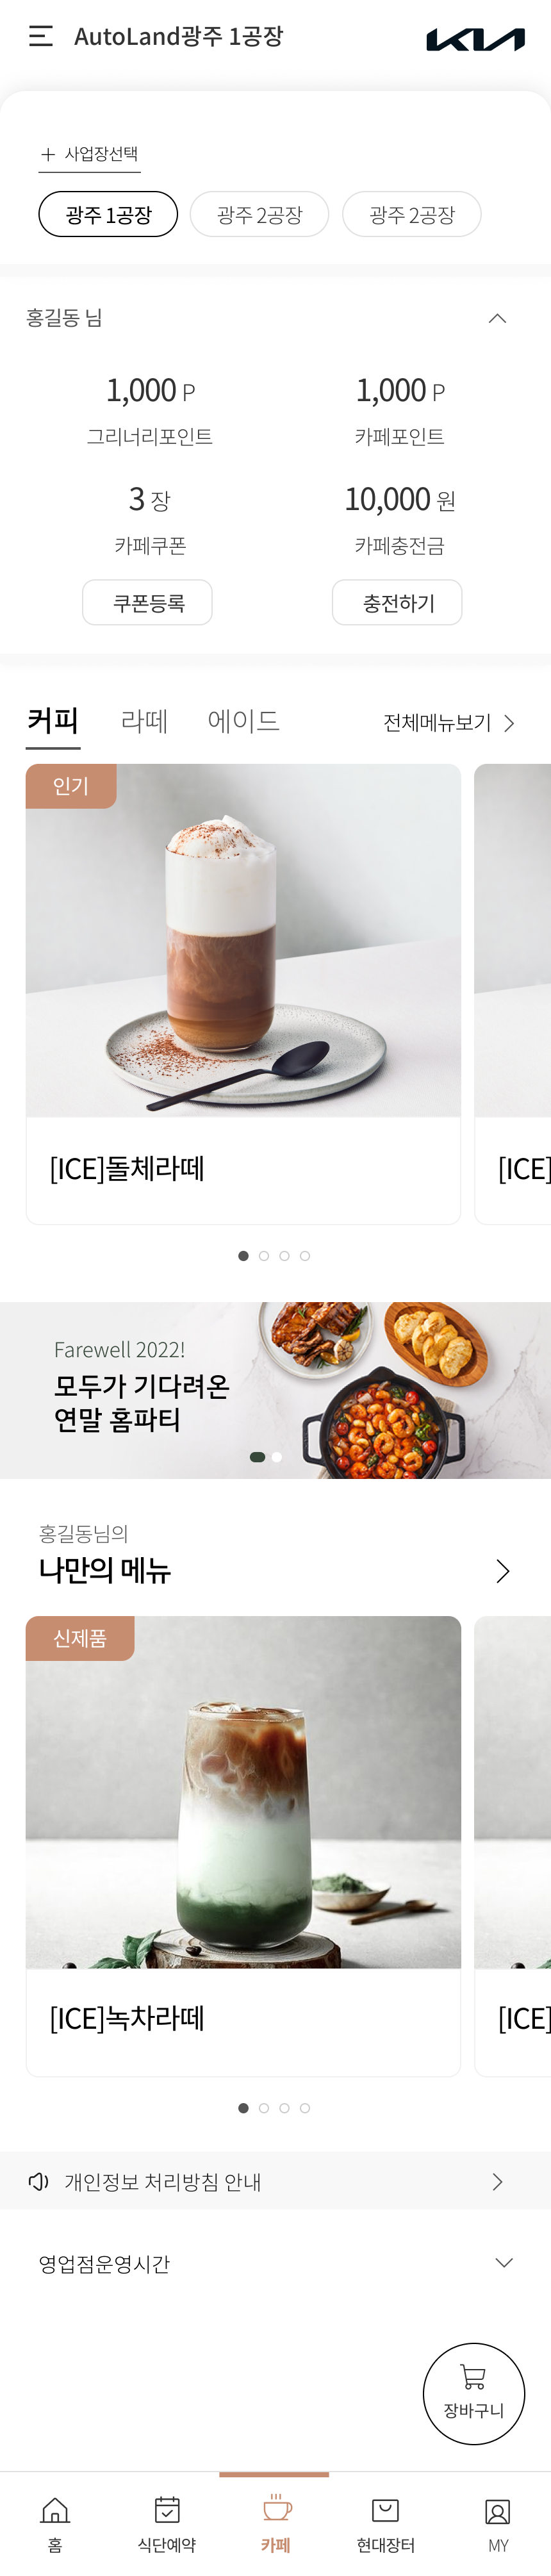 AutoLand광주 1공장
KIA
사업장선택
광주 1공장
광주 2공장
광주 2공장
홍길동 님
1,000 P
1,000 P
그리너리포인트
카페포인트
3 장
10,000 원
카페쿠폰
카페충전금
쿠폰등록
충전하기
커피
라떼
에이드
전체메뉴보기
인기
[ICE]돌체라떼
[ICE]
Farewell 2022!
모두가 기다려온
연말 홈파티
홍길동님의
나만의 메뉴
신제품
[ICE]녹차라떼
[ICE]
개인정보 처리방침 안내
영업점운영시간
장바구니
홈
식단예약
카페
현대장터
MY